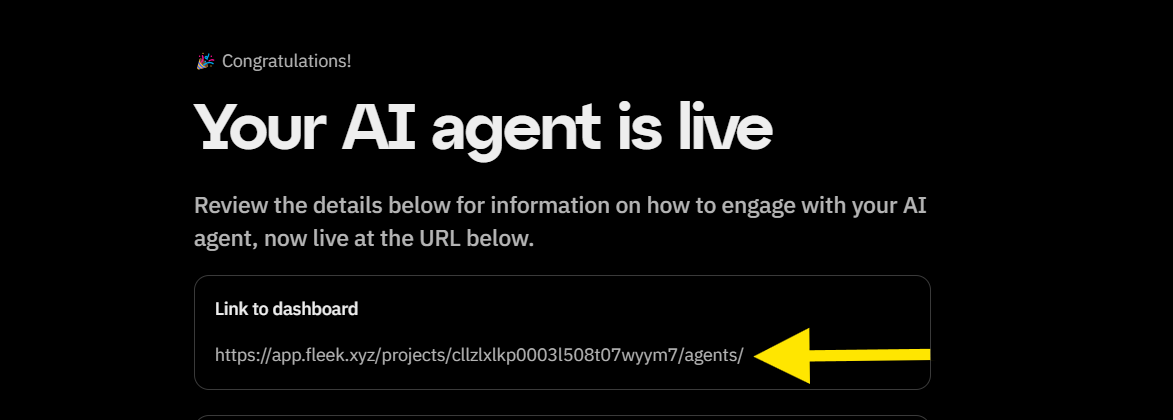 🎉 Congratulations!
Your AI agent is live
Review the details below for information on how to engage with your AI
agent, now live at the URL below.
Link to dashboard
https://app.fleek.xyz/projects/cllzlxlkp0003l508t07wyym7/agents/